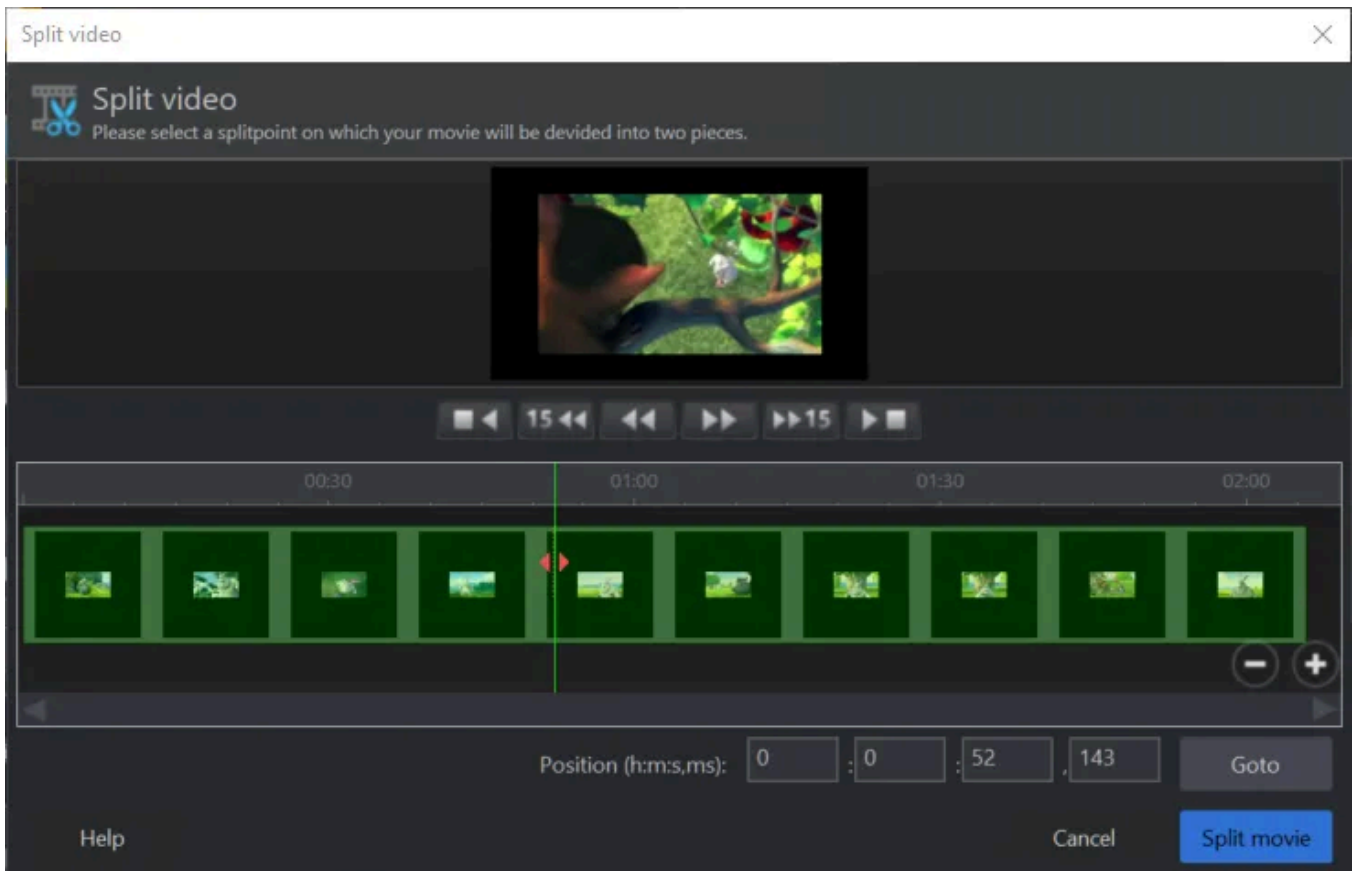 Split video
Split video
Please select a splitpoint on which your movie will be devided into two pieces.
15
15
00:30 01:00 01:30 02:00
Position (h:m:s,ms): 0 : 0 : 52 , 143 Goto
Help Cancel Split movie